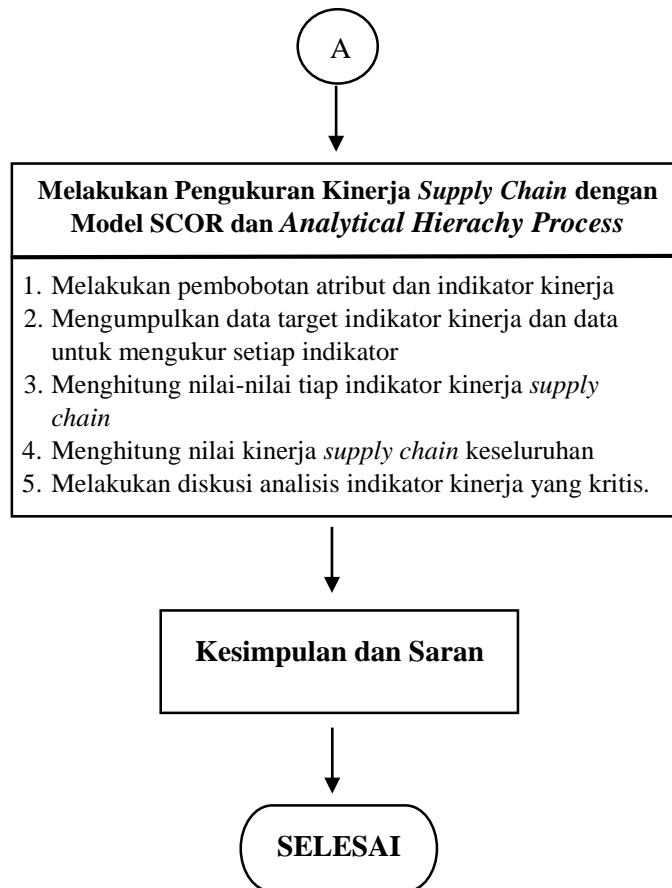 A
Melakukan Pengukuran Kinerja Supply Chain dengan
Model SCOR dan Analytical Hierachy Process
1. Melakukan pembobotan atribut dan indikator kinerja
2. Mengumpulkan data target indikator kinerja dan data
untuk mengukur setiap indikator
3. Menghitung nilai-nilai tiap indikator kinerja supply
chain
4. Menghitung nilai kinerja supply chain keseluruhan
5. Melakukan diskusi analisis indikator kinerja yang kritis.
Kesimpulan dan Saran
SELESAI